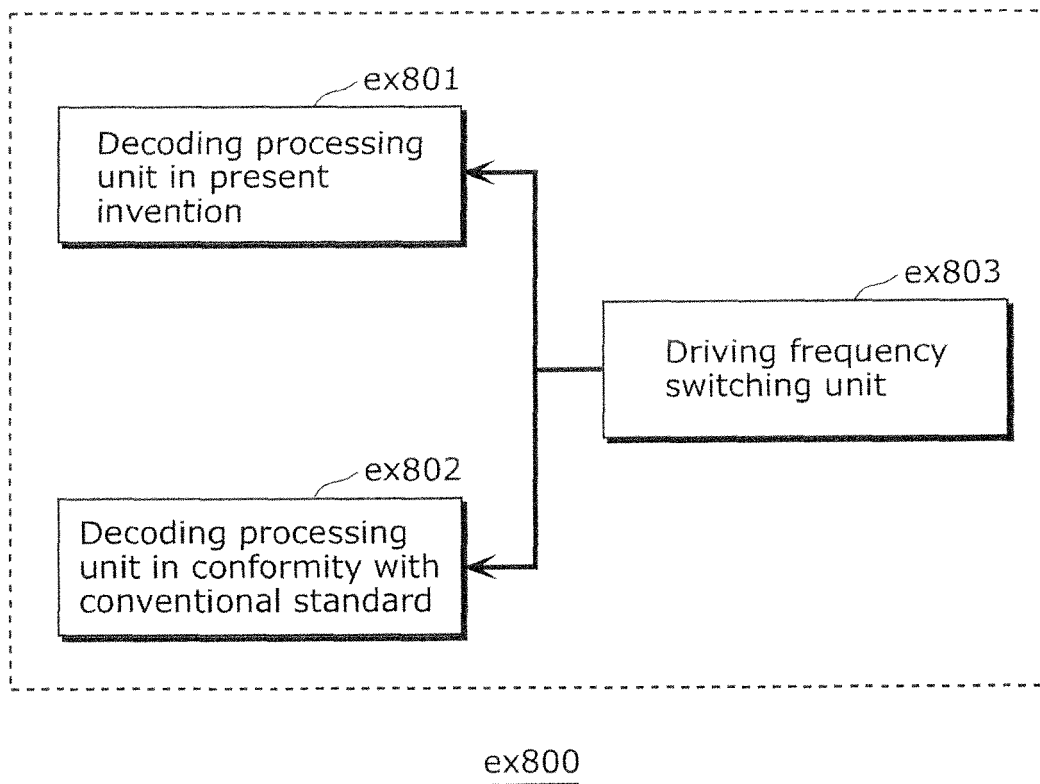 ex801
Decoding processing
unit in present
invention
ex803
Driving frequency
switching unit
ex802
Decoding processing
unit in conformity with
conventional standard
ex800